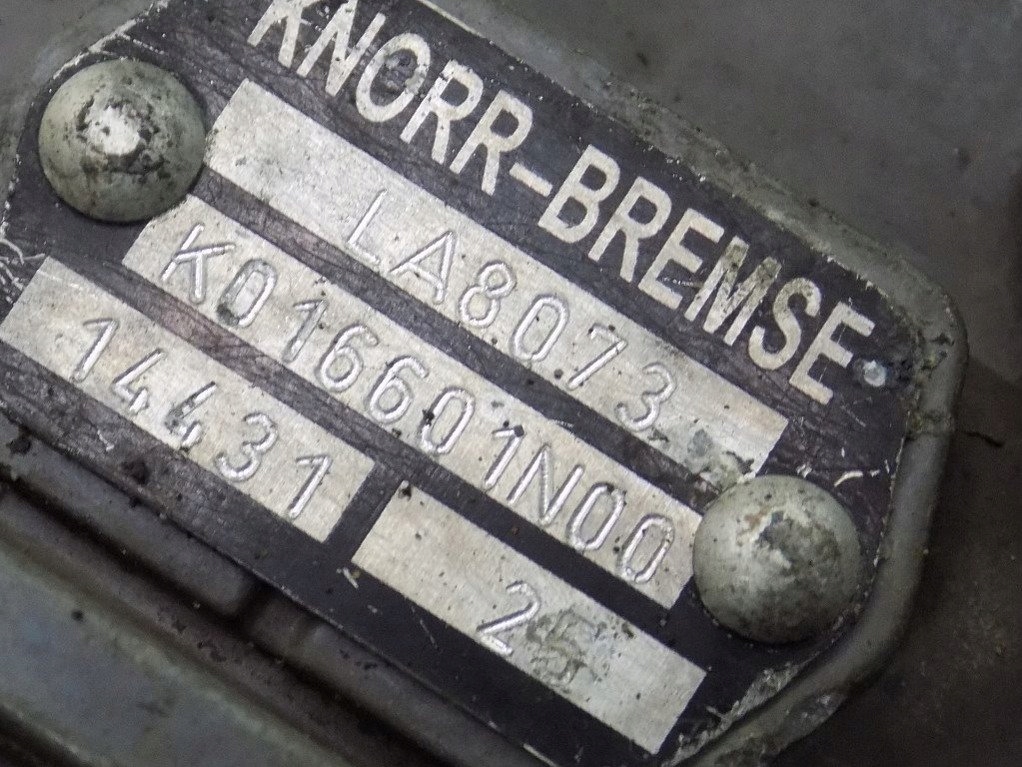 KNORR-BREMSE
LA8073
K016601N00
14431
25